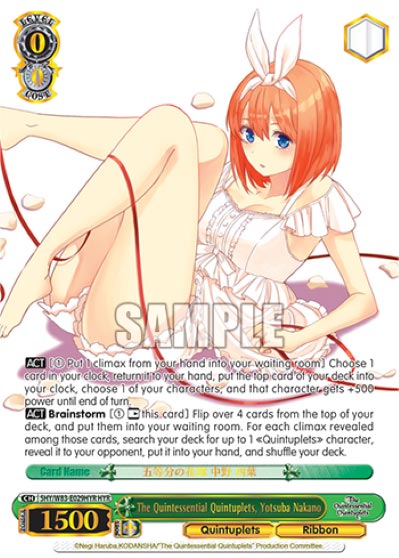 LEVEL
0
1
COST
SAMPLE
ACT [① Put 1 climax from your hand into your waiting room] Choose 1
card in your clock, return it to your hand, put the top card of your deck into
your clock, choose 1 of your characters, and that character gets +500
power until end of turn.
ACT Brainstorm [① this card] Flip over 4 cards from the top of your
deck, and put them into your waiting room. For each climax revealed
among those cards, search your deck for up to 1 «Quintuplets» character,
reveal it to your opponent, put it into your hand, and shuffle your deck.
Card Name 五等分の花嫁 中野 四葉
CH 5HY/W83-E029HYR HYR The Quintessential Quintuplets, Yotsuba Nakano
The Quintessential Quintuplets
1500 Quintuplets Ribbon
©Negi Haruba,KODANSHA/"The Quintessential Quintuplets" Production Committee.